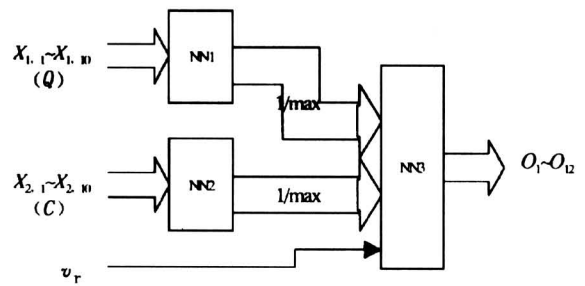 X1, 1~X1, 10
(Q)
NN1
1/max
NN3
O1~O12
X2, 1~X2, 10
(C)
NN2
1/max
vr